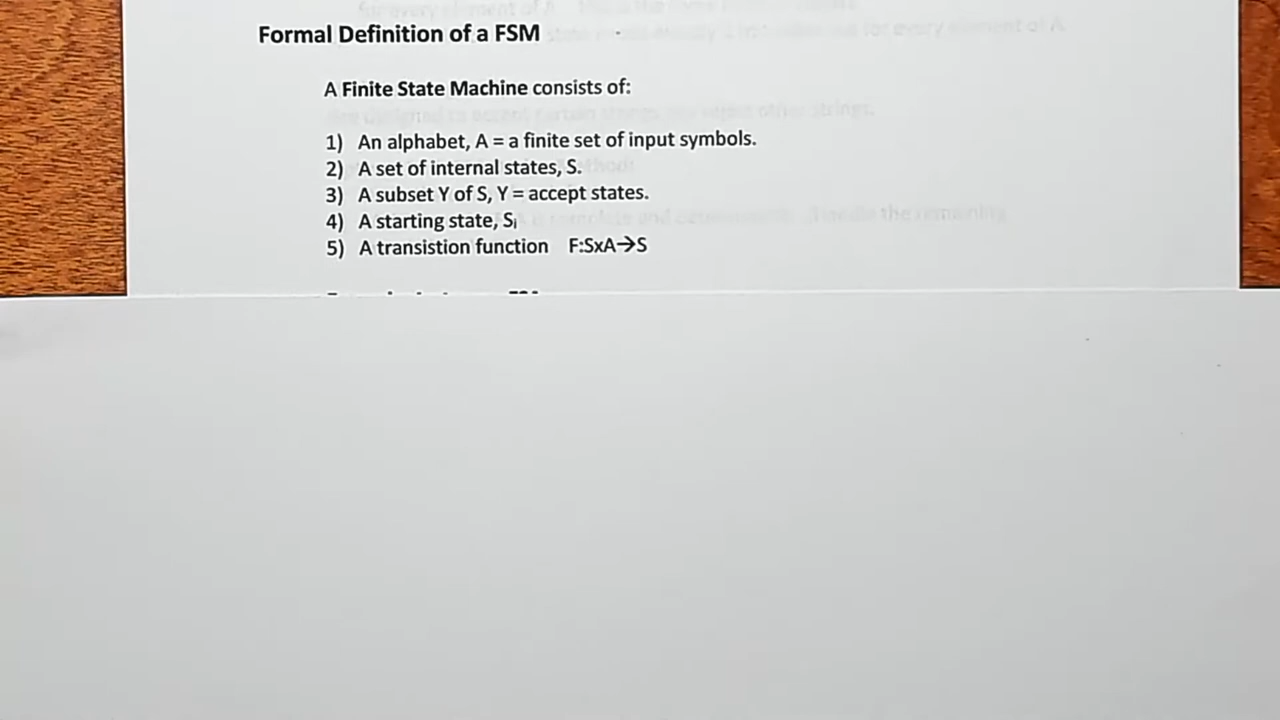 Formal Definition of a FSM
A Finite State Machine consists of:
1) An alphabet, A = a finite set of input symbols.
2) A set of internal states, S.
3) A subset Y of S, Y = accept states.
4) A starting state, Sᵢ
5) A transistion function F:SxA→S